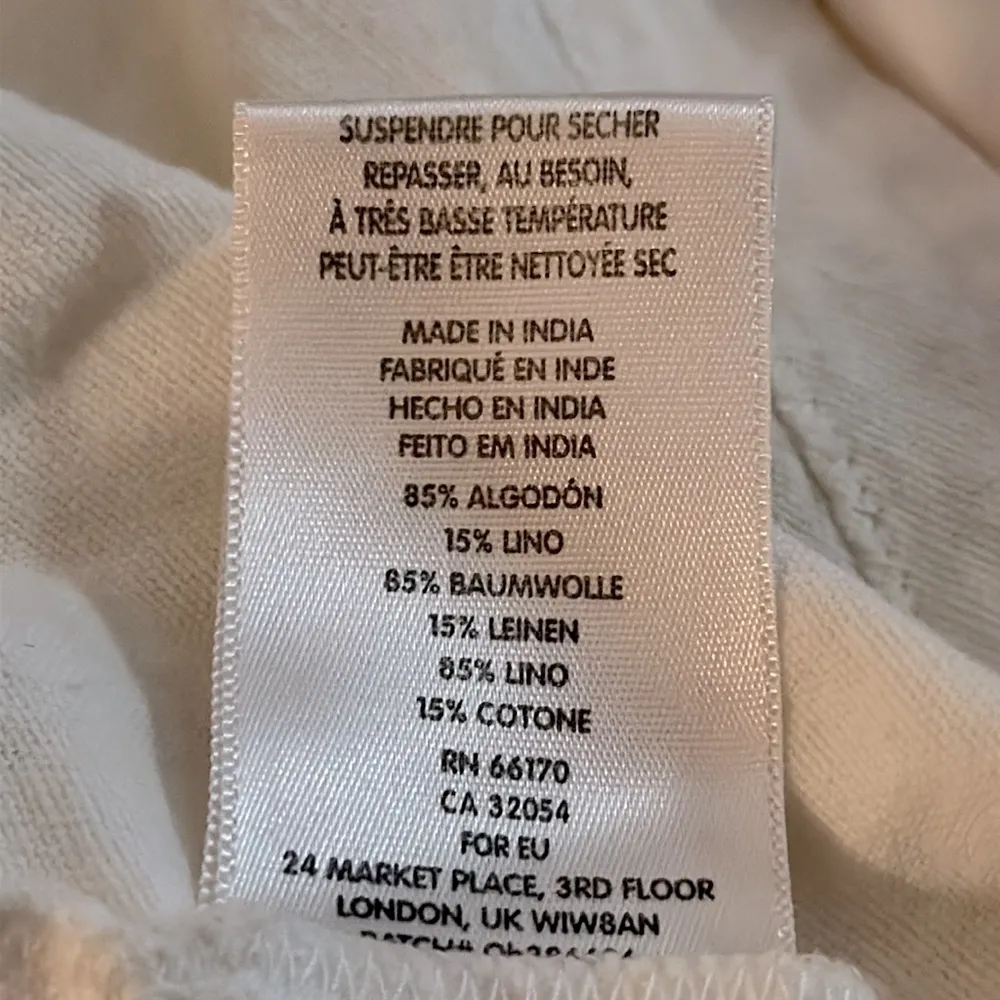 SUSPENDRE POUR SECHER
REPASSER, AU BESOIN,
À TRÈS BASSE TEMPÉRATURE
PEUT-ÊTRE ÊTRE NETTOYÉE SEC
MADE IN INDIA
FABRIQUÉ EN INDE
HECHO EN INDIA
FEITO EM INDIA
85% ALGODÓN
15% LINO
85% BAUMWOLLE
15% LEINEN
85% LINO
15% COTONE
RN 66170
CA 32054
FOR EU
24 MARKET PLACE, 3RD FLOOR
LONDON, UK WIW8AN
BATCH#